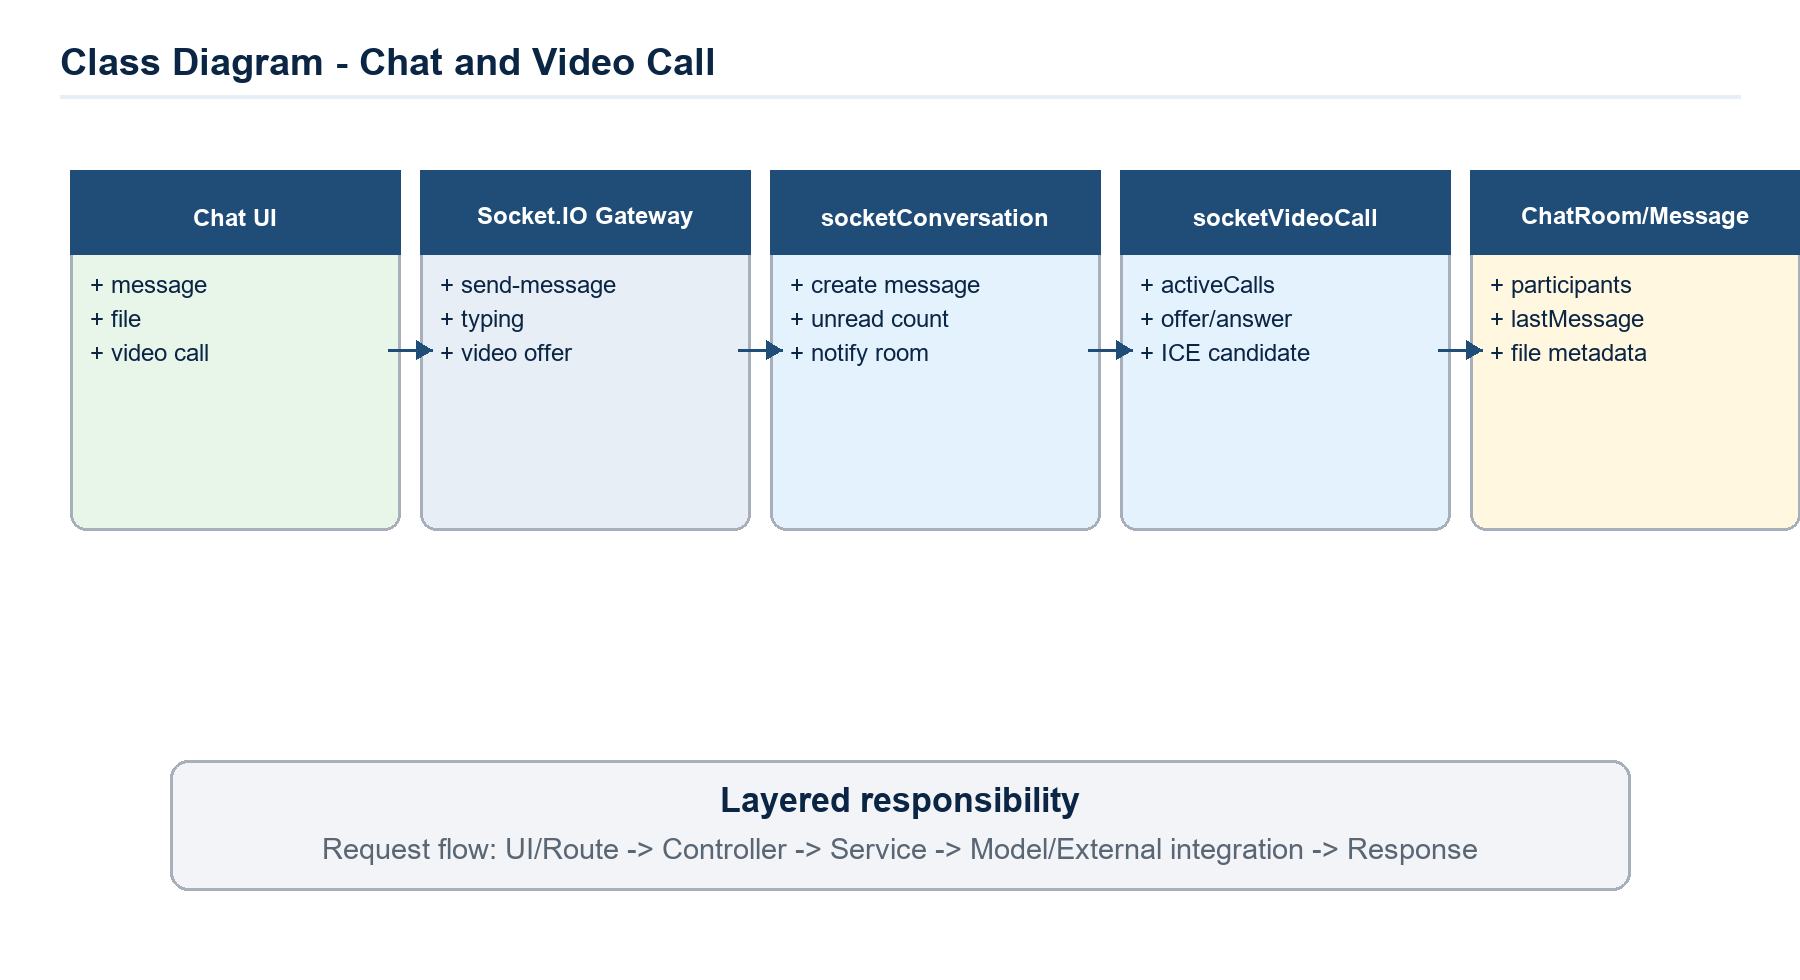 Class Diagram - Chat and Video Call
Chat UI
+ message
+ file
+ video call
Socket.IO Gateway
+ send-message
+ typing
+ video offer
socketConversation
+ create message
+ unread count
+ notify room
socketVideoCall
+ activeCalls
+ offer/answer
+ ICE candidate
ChatRoom/Message
+ participants
+ lastMessage
+ file metadata
Layered responsibility
Request flow: UI/Route -> Controller -> Service -> Model/External integration -> Response